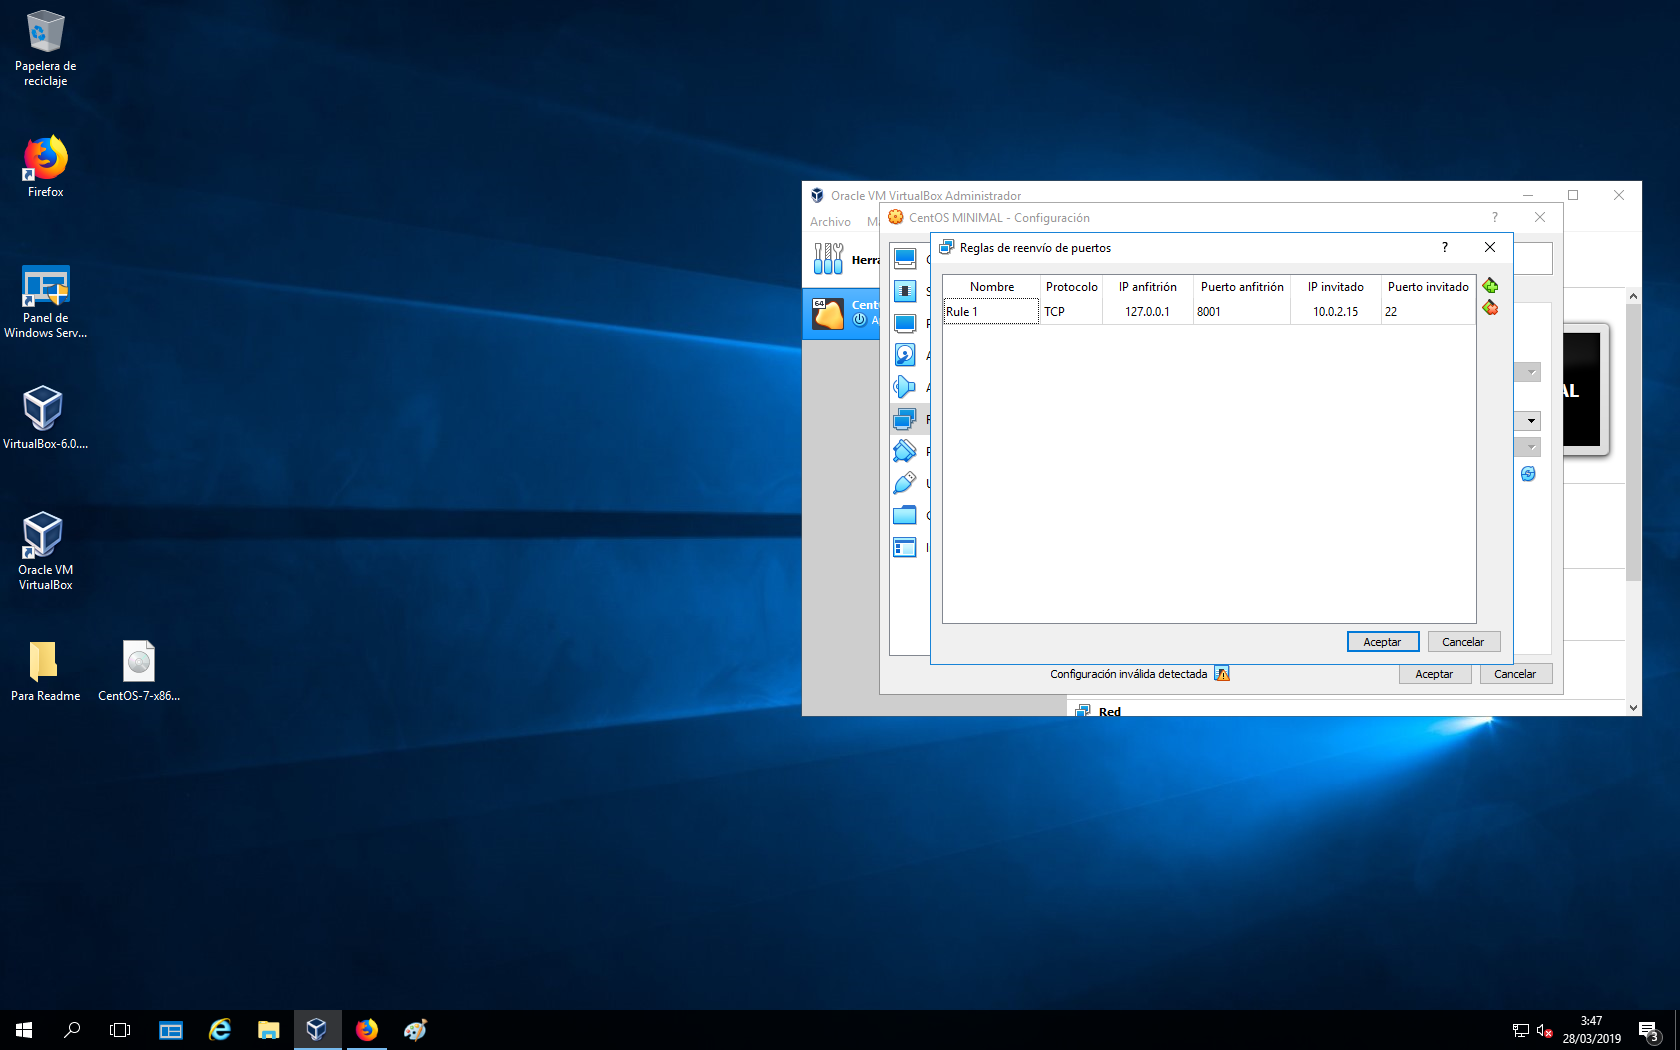 Papelera de
reciclaje
Firefox
Panel de
Windows Serv...
VirtualBox-6.0....
Oracle VM
VirtualBox
Para Readme
CentOS-7-x86...
Oracle VM VirtualBox Administrador
Archivo
CentOS MINIMAL - Configuración
?
Reglas de reenvío de puertos
?
Nombre Protocolo IP anfitrión Puerto anfitrión IP invitado Puerto invitado
Rule 1 TCP 127.0.0.1 8001 10.0.2.15 22
64
Aceptar Cancelar
Configuración inválida detectada
Aceptar Cancelar
Red
3:47
28/03/2019
3